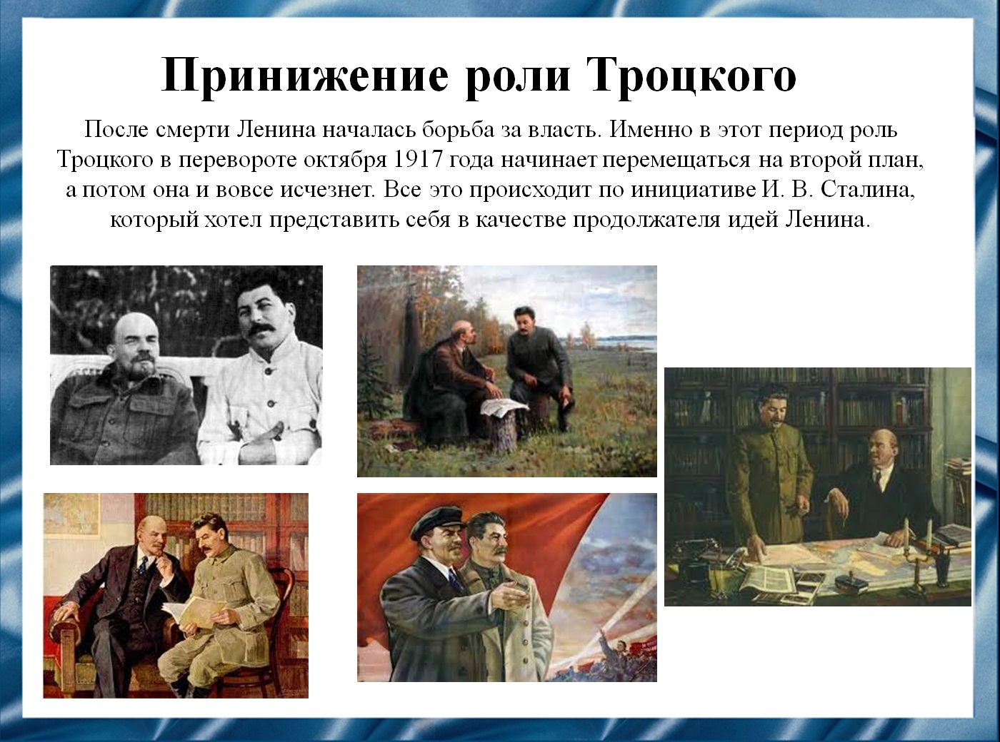 Принижение роли Троцкого
После смерти Ленина началась борьба за власть. Именно в этот период роль
Троцкого в перевороте октября 1917 года начинает перемещаться на второй план,
а потом она и вовсе исчезнет. Все это происходит по инициативе И. В. Сталина,
который хотел представить себя в качестве продолжателя идей Ленина.